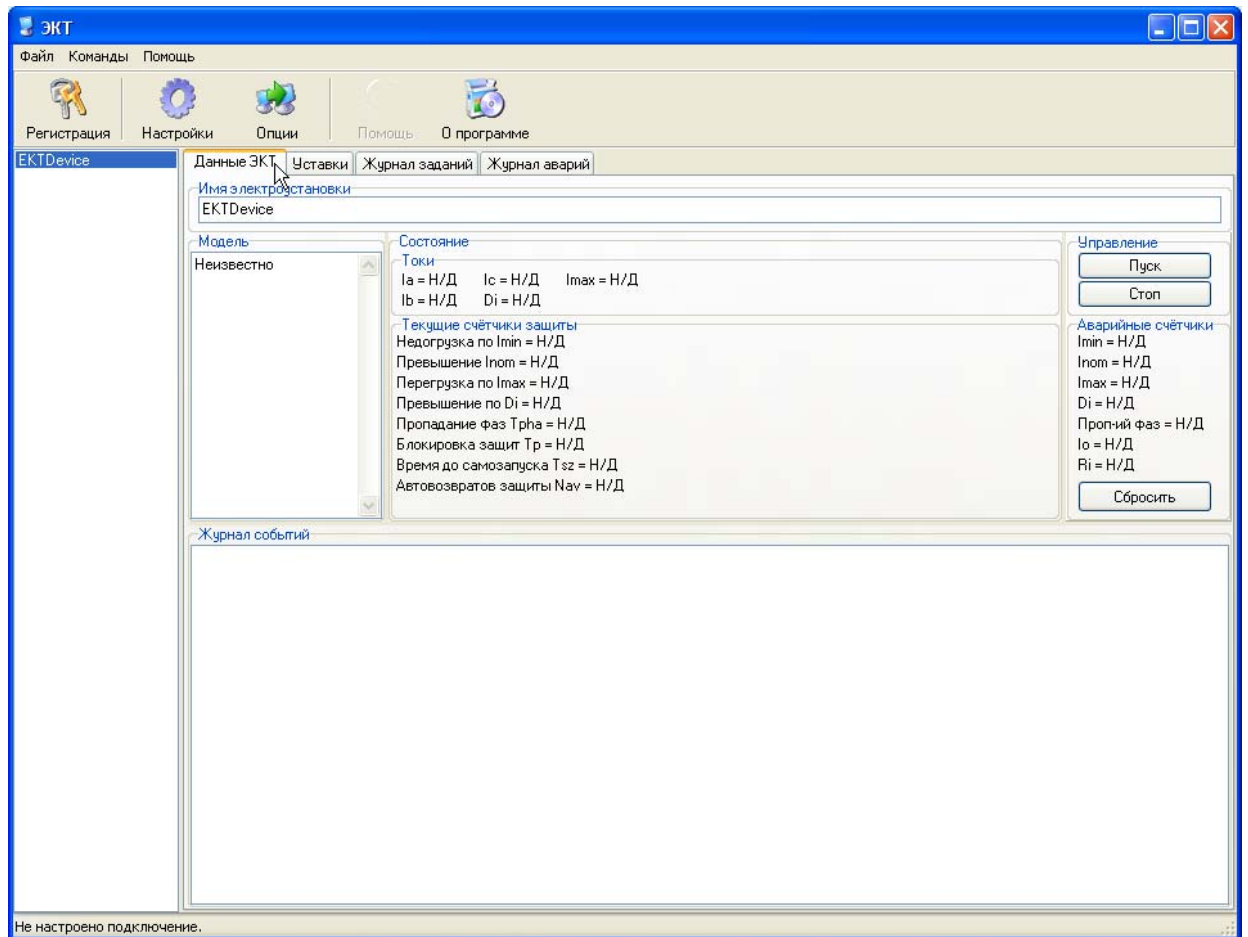 ЭКТ
Файл Команды Помощь
Регистрация Настройки Опции Помощь О программе
EKTDevice
Данные ЭКТ Уставки Журнал заданий Журнал аварий
Имя электроустановки
EKTDevice
Модель
Неизвестно
Состояние
Токи
Ia = Н/Д Ic = Н/Д Imax = Н/Д
Ib = Н/Д Di = Н/Д
Текущие счётчики защиты
Недогрузка по Imin = Н/Д
Превышение Inom = Н/Д
Перегрузка по Imax = Н/Д
Превышение по Di = Н/Д
Пропадание фаз Tpha = Н/Д
Блокировка защит Tp = Н/Д
Время до самозапуска Tsz = Н/Д
Автовозвратов защиты Nav = Н/Д
Управление
Пуск
Стоп
Аварийные счётчики
Imin = Н/Д
Inom = Н/Д
Imax = Н/Д
Di = Н/Д
Проп-ий фаз = Н/Д
Io = Н/Д
Ri = Н/Д
Сбросить
Журнал событий
Не настроено подключение.